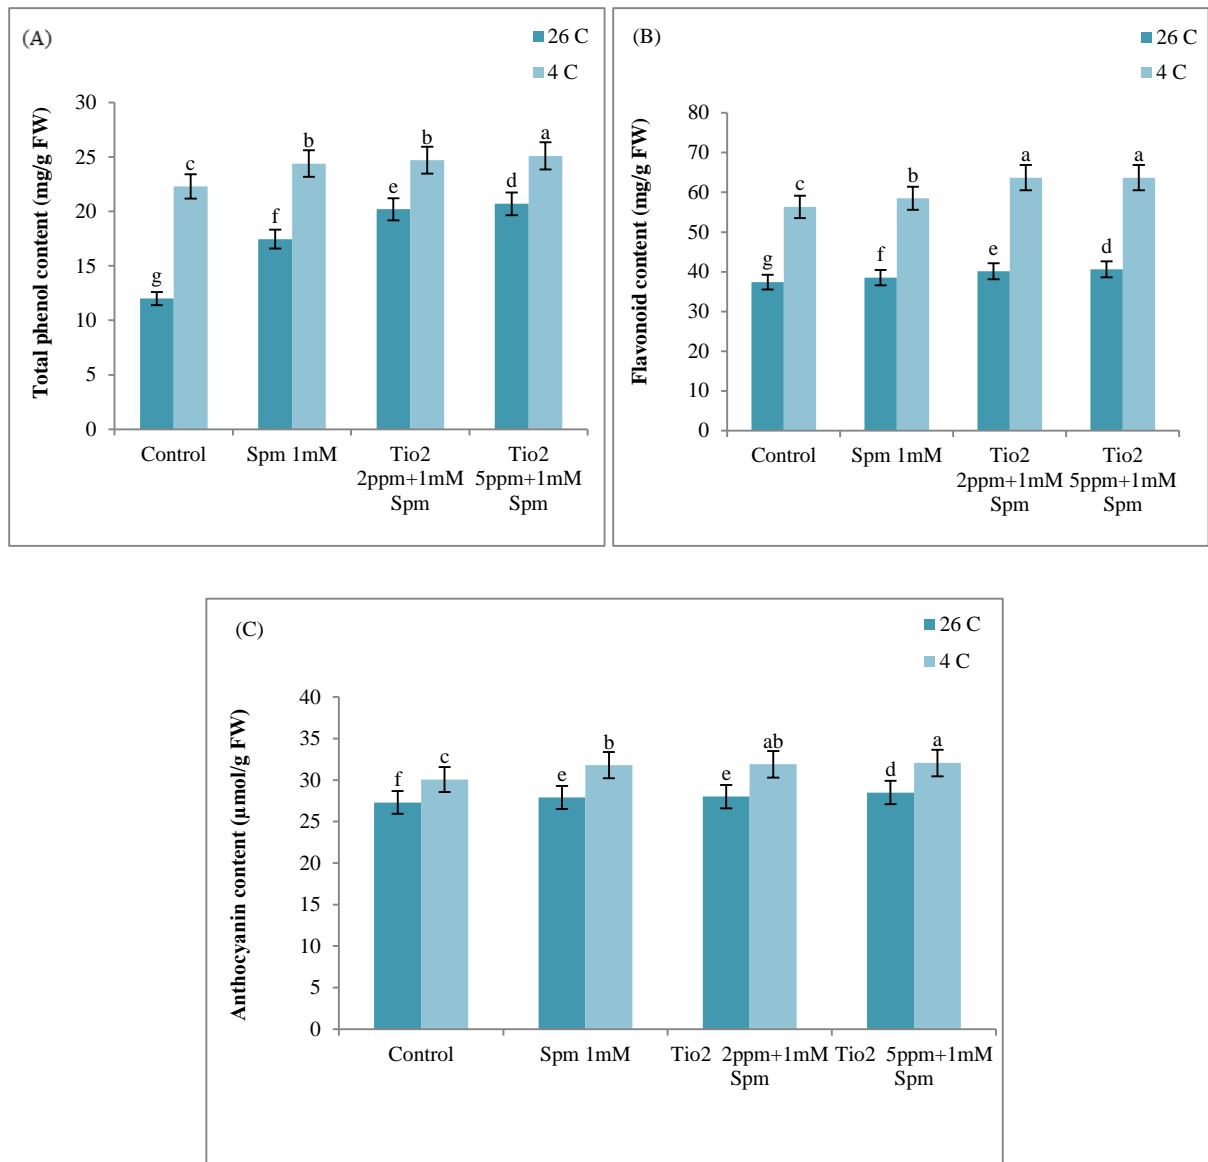 (A)
26 C
4 C
Total phenol content (mg/g FW)
30
25
20
15
10
5
0
g
c
f
b
e
b
d
a
Control
Spm 1mM
Tio2
2ppm+1mM
Spm
Tio2
5ppm+1mM
Spm
(B)
26 C
4 C
Flavonoid content (mg/g FW)
80
70
60
50
40
30
20
10
0
g
c
f
b
e
a
d
a
Control
Spm 1mM
Tio2
2ppm+1mM
Spm
Tio2
5ppm+1mM
Spm
(C)
26 C
4 C
Anthocyanin content (µmol/g FW)
40
35
30
25
20
15
10
5
0
f
c
e
b
e
ab
d
a
Control
Spm 1mM
Tio2 2ppm+1mM
Spm
Tio2 5ppm+1mM
Spm